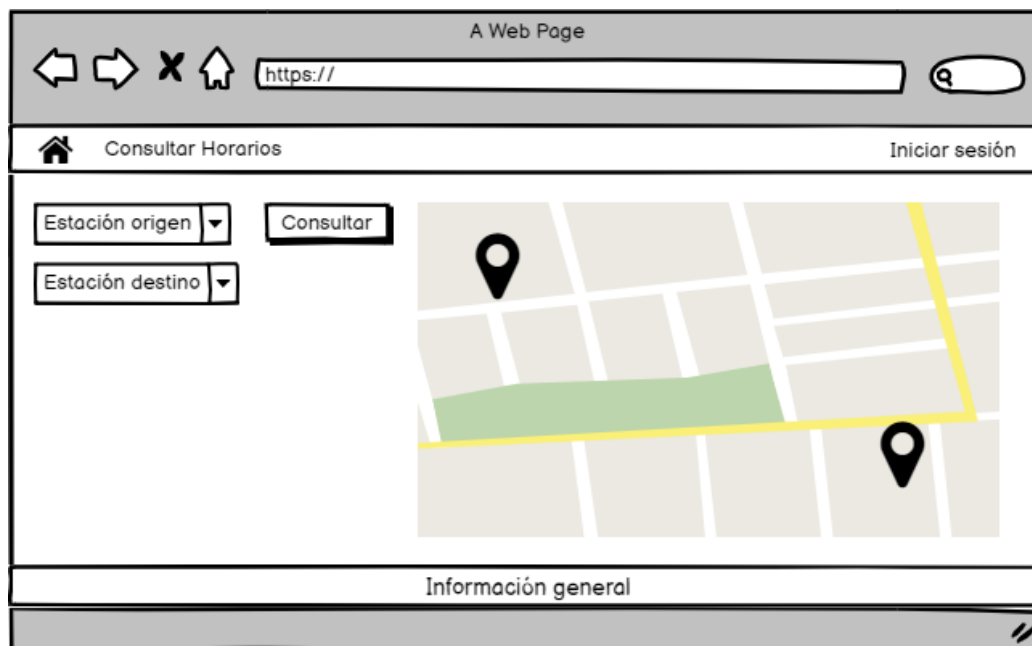 A Web Page
https://
Consultar Horarios
Iniciar sesión
Estación origen
Consultar
Estación destino
Información general